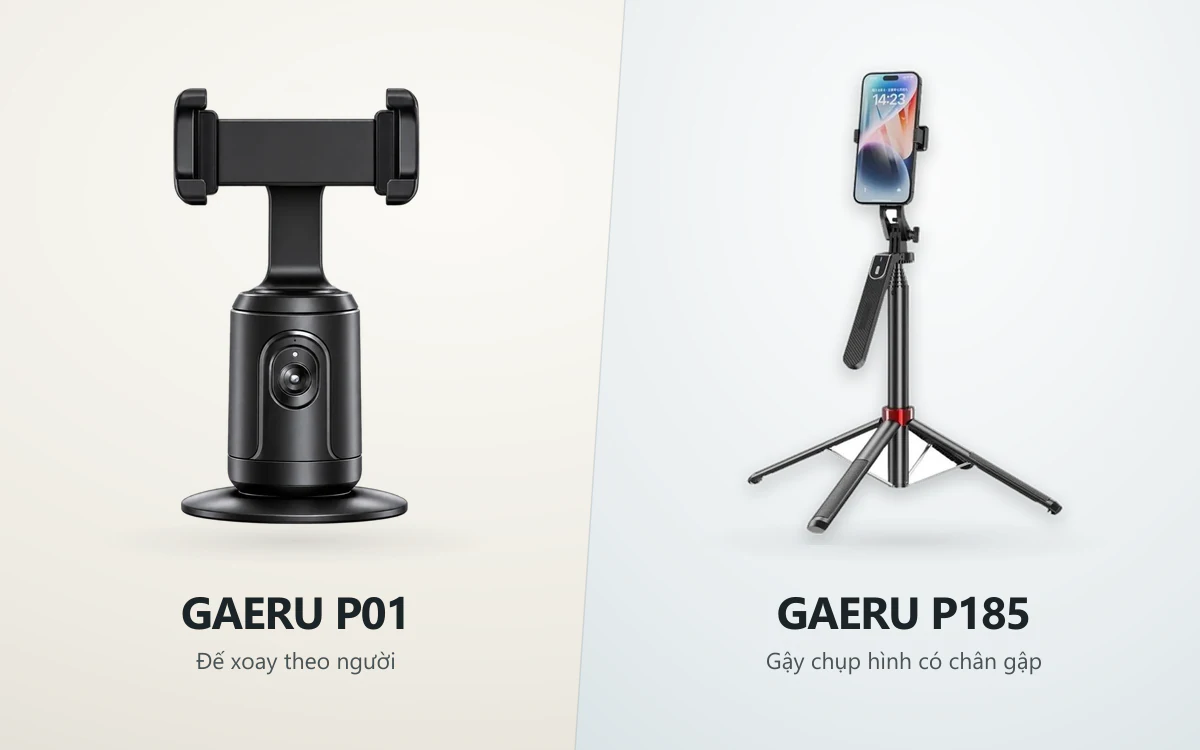 14:23
GAERU P01
Đế xoay theo người
GAERU P185
Gậy chụp hình có chân gập